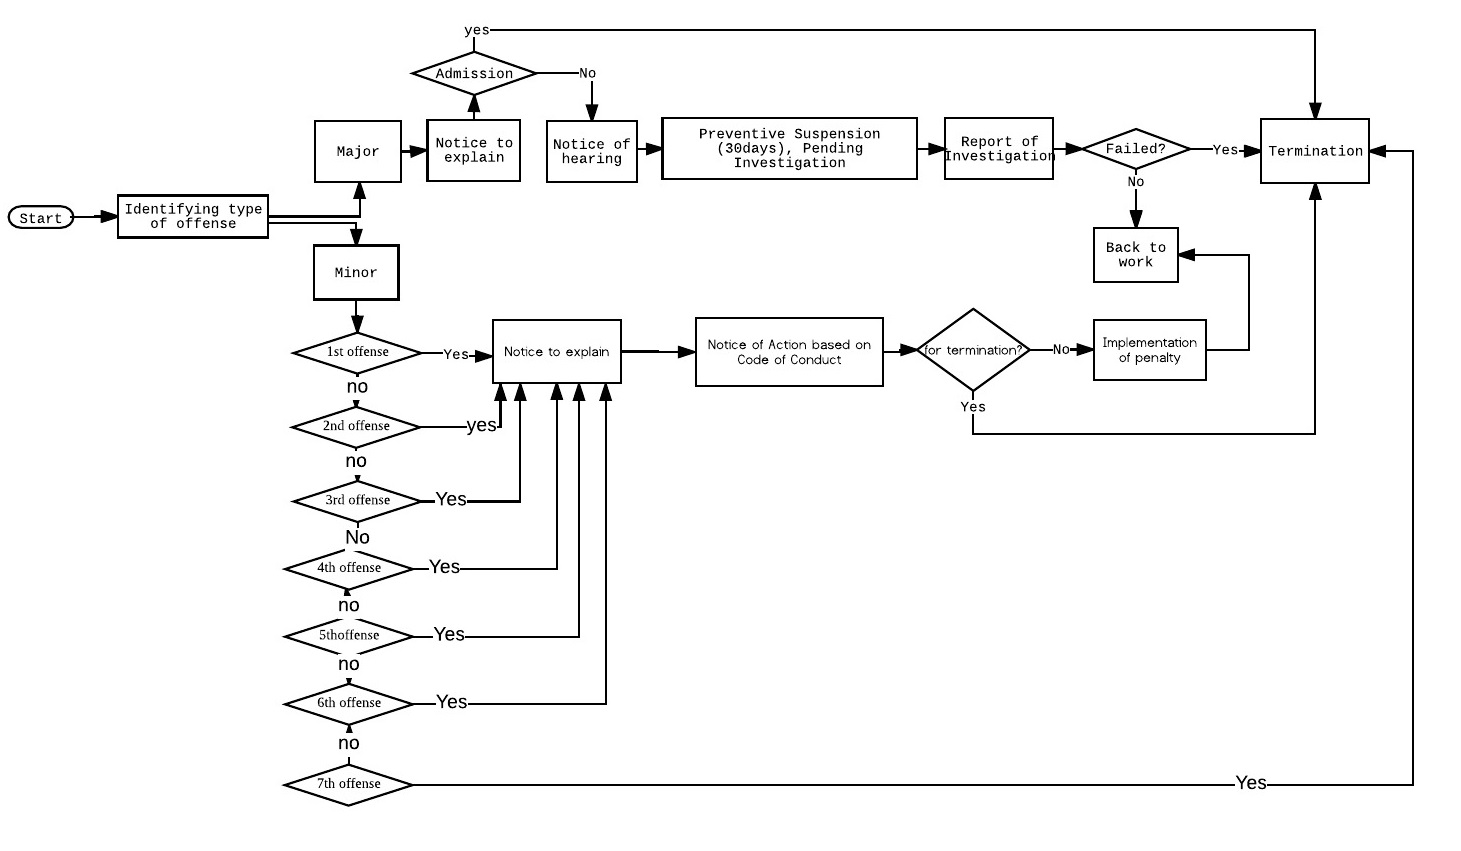 yes
Admission
No
Major
Notice to
explain
Notice of
hearing
Preventive Suspension
(30days), Pending
Investigation
Report of
Investigation
Failed?
Yes
Termination
No
Start
Identifying type
of offense
Back to
work
Minor
1st offense
Yes
Notice to explain
Notice of Action based on
Code of Conduct
for termination?
No
Implementation
of penalty
Yes
no
2nd offense
yes
no
3rd offense
Yes
No
4th offense
Yes
no
5thoffense
Yes
no
6th offense
Yes
no
7th offense
Yes